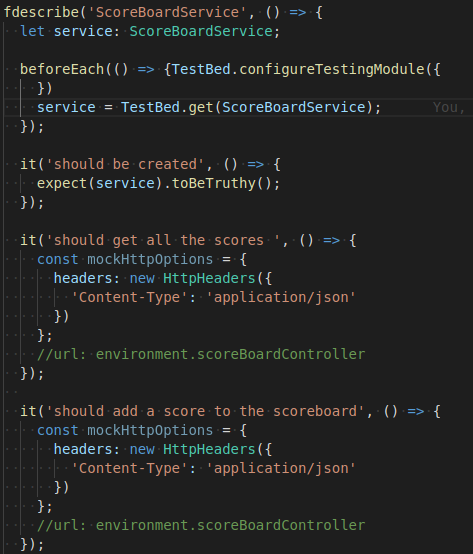 fdescribe('ScoreBoardService', () => {
  let service: ScoreBoardService;

  beforeEach(() => {TestBed.configureTestingModule({
    })
    service = TestBed.get(ScoreBoardService); You,
  });

  it('should be created', () => {
    expect(service).toBeTruthy();
  });

  it('should get all the scores ', () => {
    const mockHttpOptions = {
      headers: new HttpHeaders({
        'Content-Type': 'application/json'
      })
    };
    //url: environment.scoreBoardController
  });

  it('should add a score to the scoreboard', () => {
    const mockHttpOptions = {
      headers: new HttpHeaders({
        'Content-Type': 'application/json'
      })
    };
    //url: environment.scoreBoardController
  });